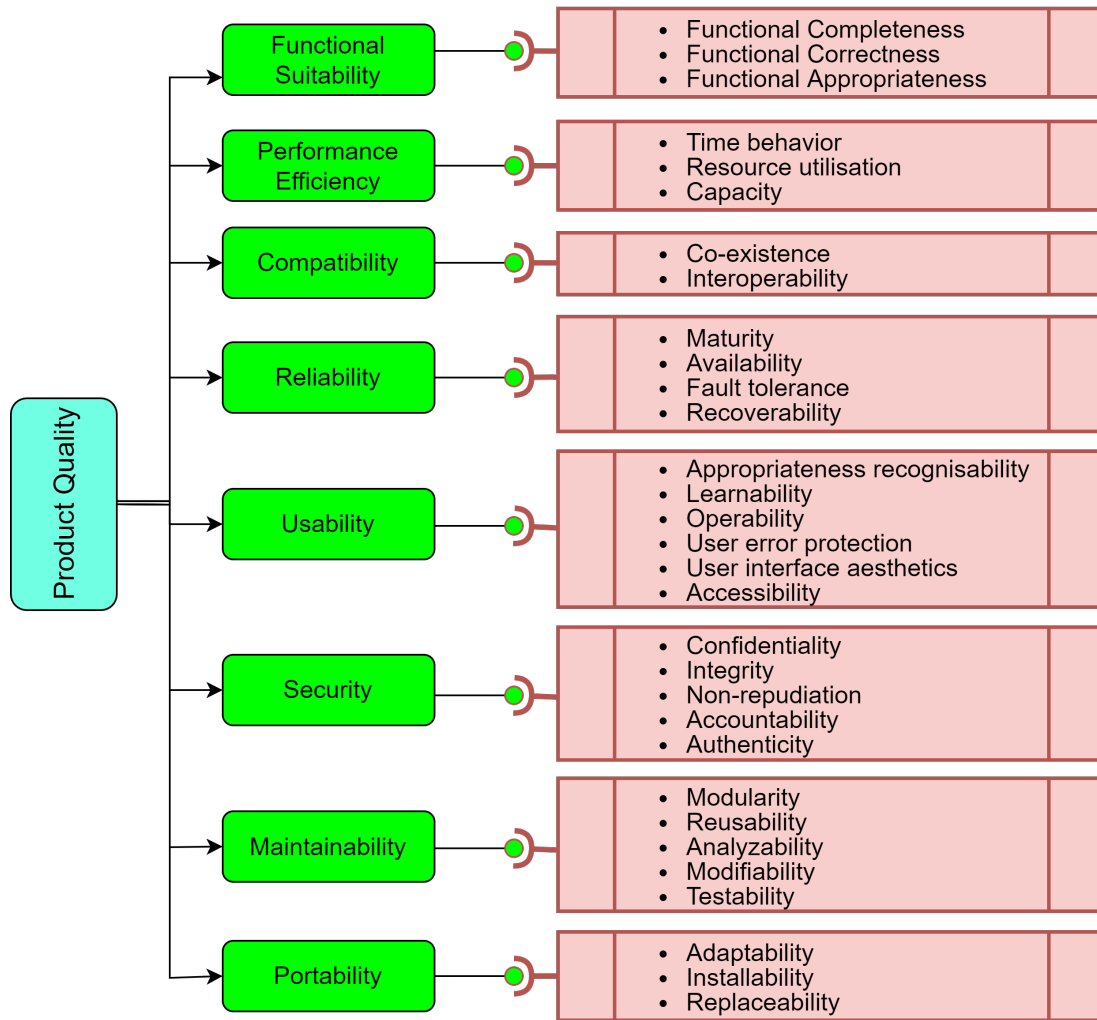 Product Quality
Functional
Suitability
• Functional Completeness
• Functional Correctness
• Functional Appropriateness
Performance
Efficiency
• Time behavior
• Resource utilisation
• Capacity
Compatibility
• Co-existence
• Interoperability
Reliability
• Maturity
• Availability
• Fault tolerance
• Recoverability
Usability
• Appropriateness recognisability
• Learnability
• Operability
• User error protection
• User interface aesthetics
• Accessibility
Security
• Confidentiality
• Integrity
• Non-repudiation
• Accountability
• Authenticity
Maintainability
• Modularity
• Reusability
• Analyzability
• Modifiability
• Testability
Portability
• Adaptability
• Installability
• Replaceability